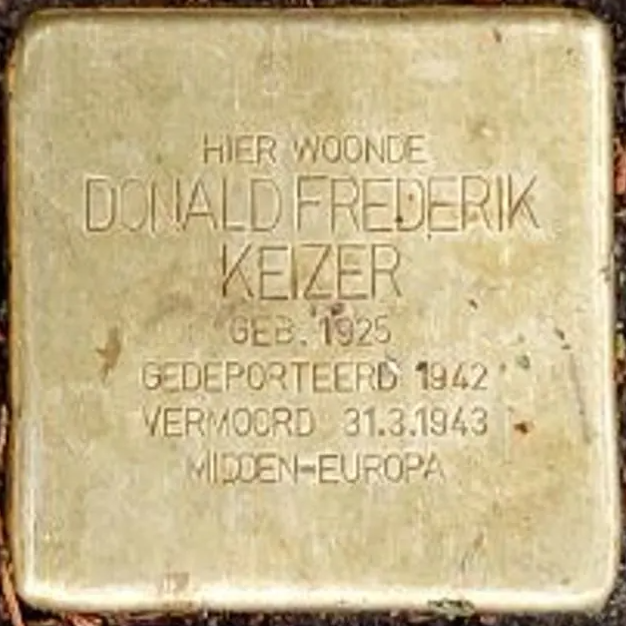 HIER WOONDE
DONALD FREDERIK
KEIZER
GEB. 1925
GEDEPORTEERD 1942
VERMOORD 31.3.1943
MIDDEN-EUROPA